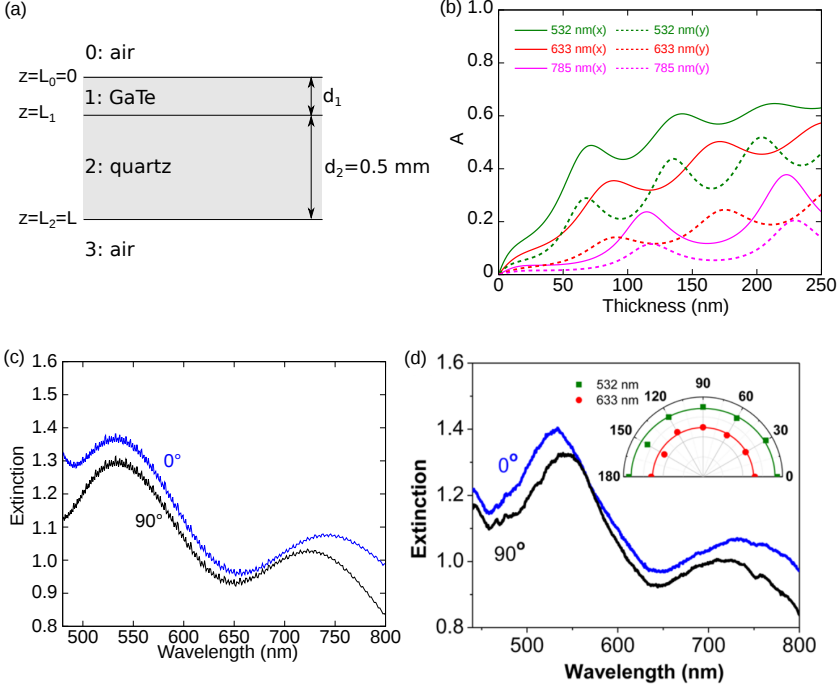 (a)
0: air
z=L₀=0
1: GaTe
d₁
z=L₁
2: quartz
d₂=0.5 mm
z=L₂=L
3: air
(b)
1.0
0.8
0.6
0.4
0.2
0
A
532 nm(x) 532 nm(y)
633 nm(x) 633 nm(y)
785 nm(x) 785 nm(y)
0 50 100 150 200 250
Thickness (nm)
(c)
1.6
1.5
1.4
1.3
1.2
1.1
1.0
0.9
0.8
Extinction
0°
90°
500 550 600 650 700 750 800
Wavelength (nm)
(d)
1.6
1.4
1.2
1.0
0.8
Extinction
0°
90°
532 nm
633 nm
180 150 120 90 60 30 0
500 600 700 800
Wavelength (nm)